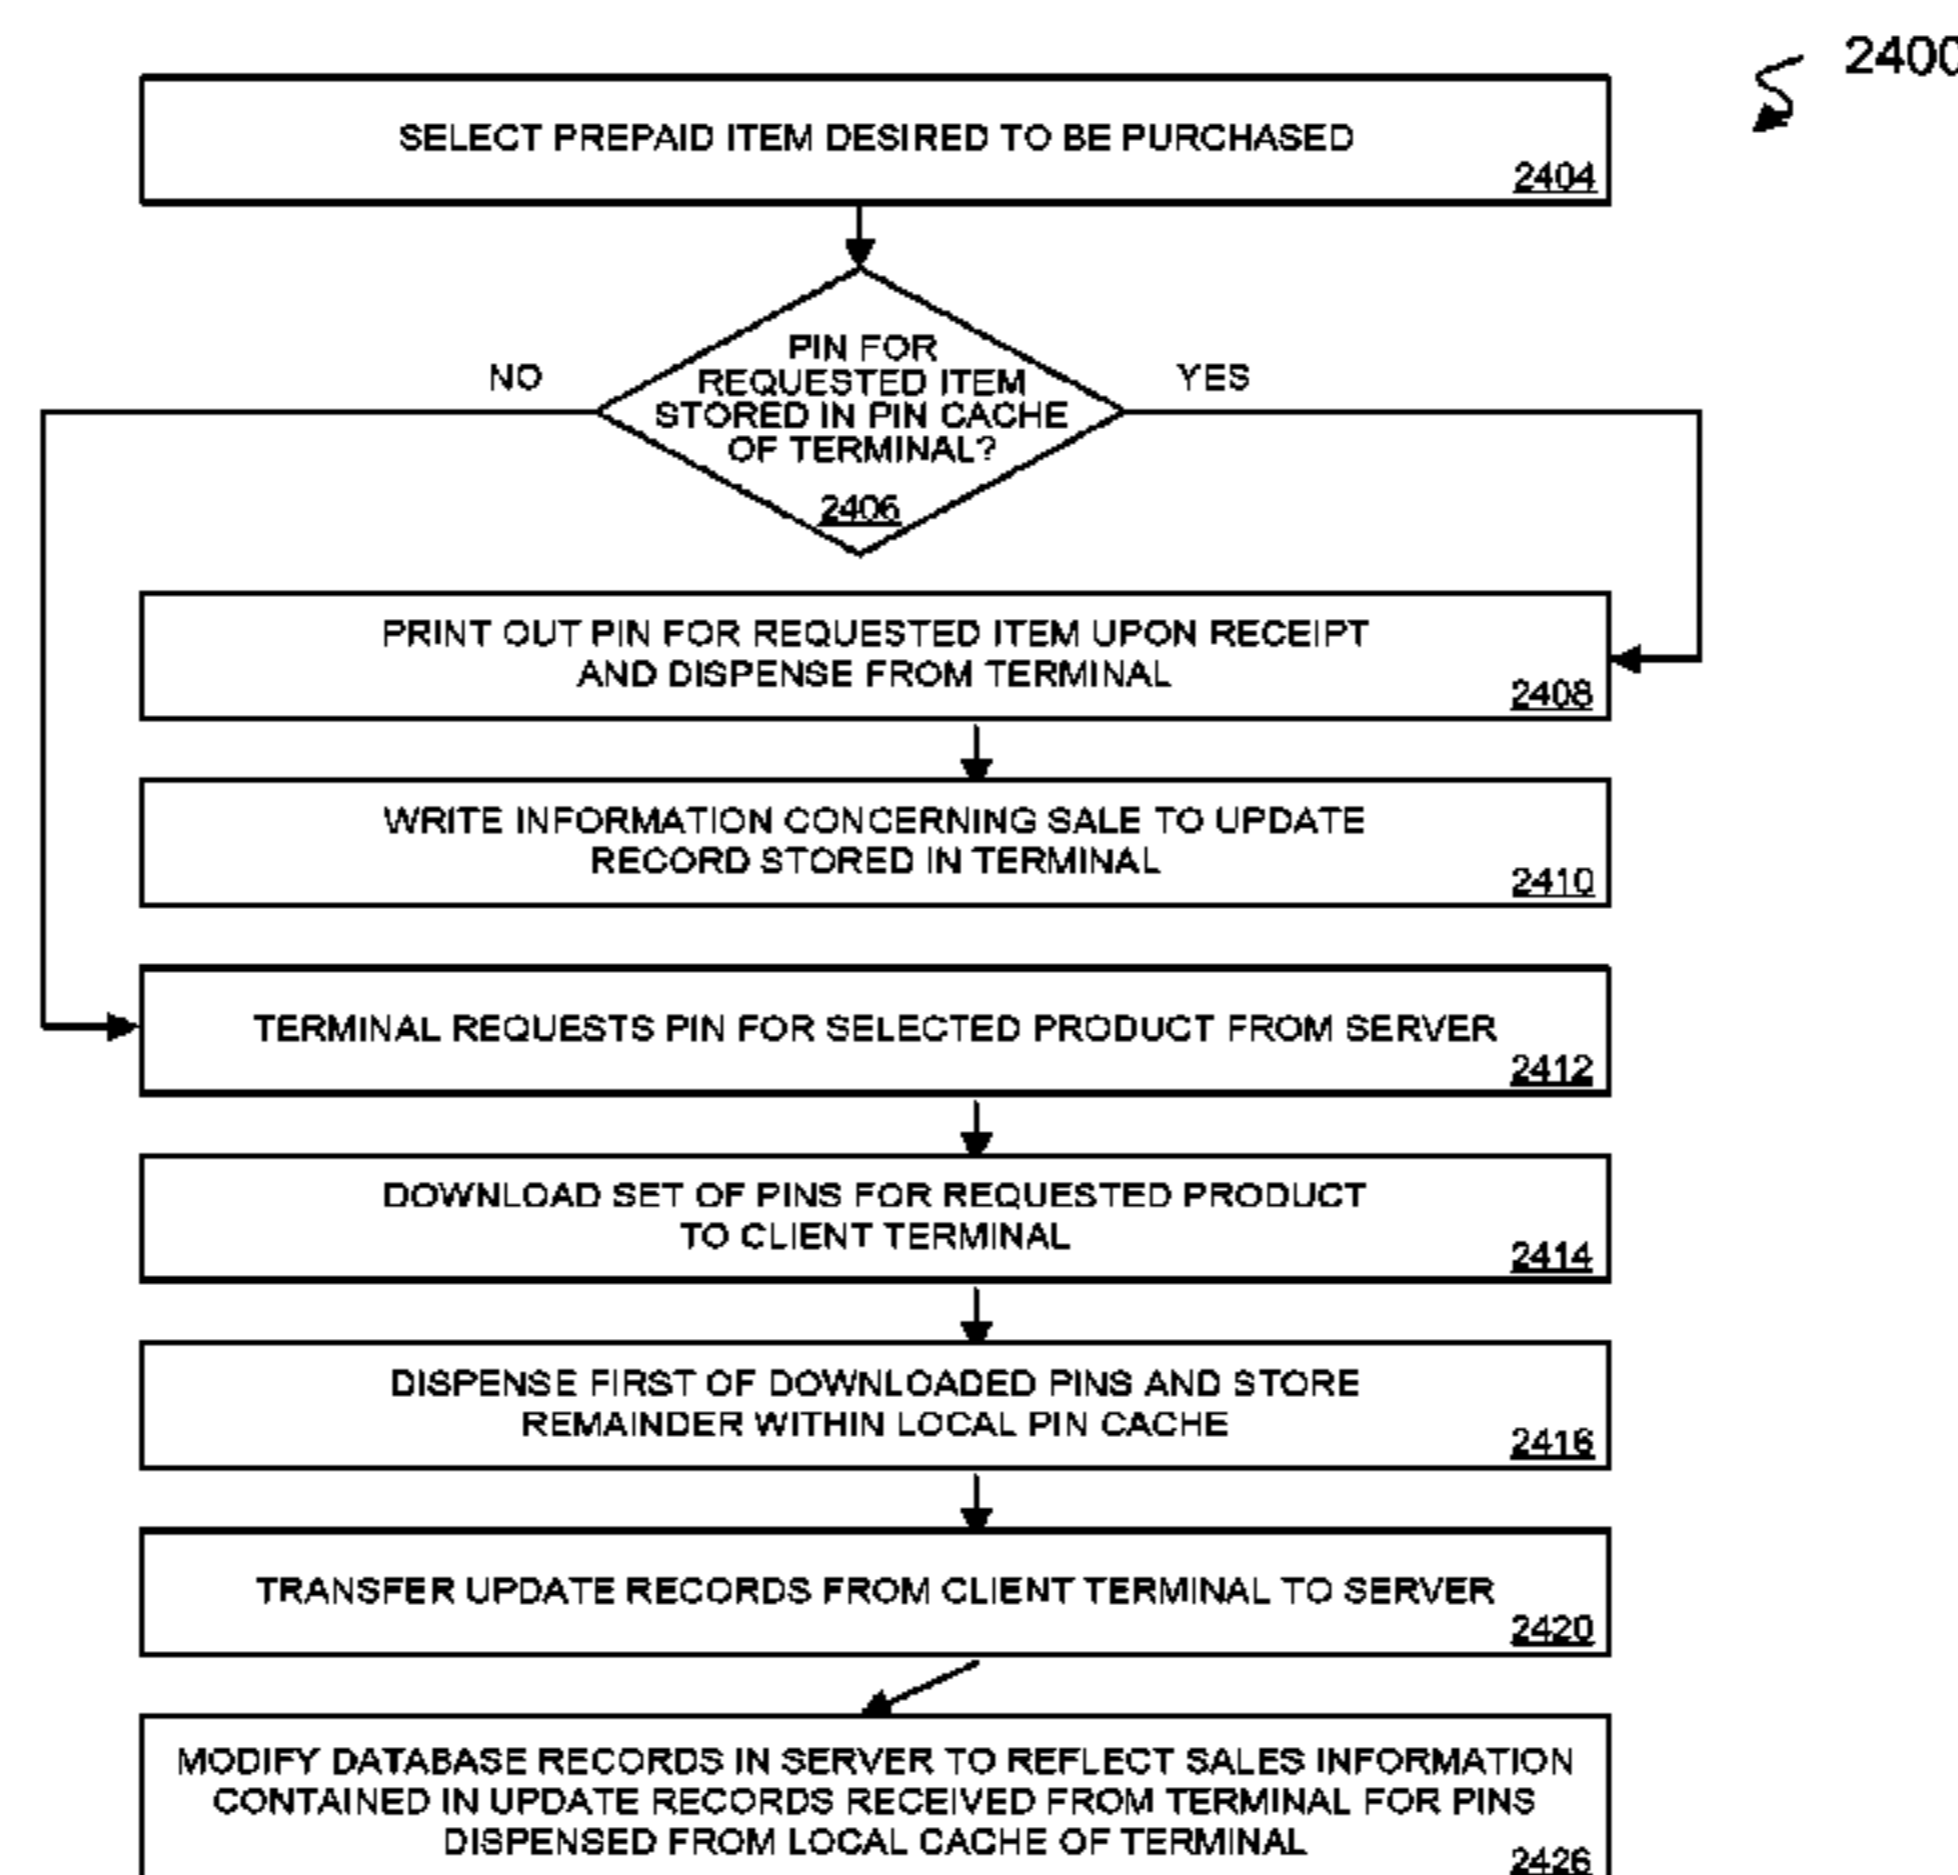 2400
SELECT PREPAID ITEM DESIRED TO BE PURCHASED
2404
PIN FOR
REQUESTED ITEM
STORED IN PIN CACHE
OF TERMINAL?
2406
NO
YES
PRINT OUT PIN FOR REQUESTED ITEM UPON RECEIPT
AND DISPENSE FROM TERMINAL
2408
WRITE INFORMATION CONCERNING SALE TO UPDATE
RECORD STORED IN TERMINAL
2410
TERMINAL REQUESTS PIN FOR SELECTED PRODUCT FROM SERVER
2412
DOWNLOAD SET OF PINS FOR REQUESTED PRODUCT
TO CLIENT TERMINAL
2414
DISPENSE FIRST OF DOWNLOADED PINS AND STORE
REMAINDER WITHIN LOCAL PIN CACHE
2416
TRANSFER UPDATE RECORDS FROM CLIENT TERMINAL TO SERVER
2420
MODIFY DATABASE RECORDS IN SERVER TO REFLECT SALES INFORMATION
CONTAINED IN UPDATE RECORDS RECEIVED FROM TERMINAL FOR PINS
DISPENSED FROM LOCAL CACHE OF TERMINAL
2426